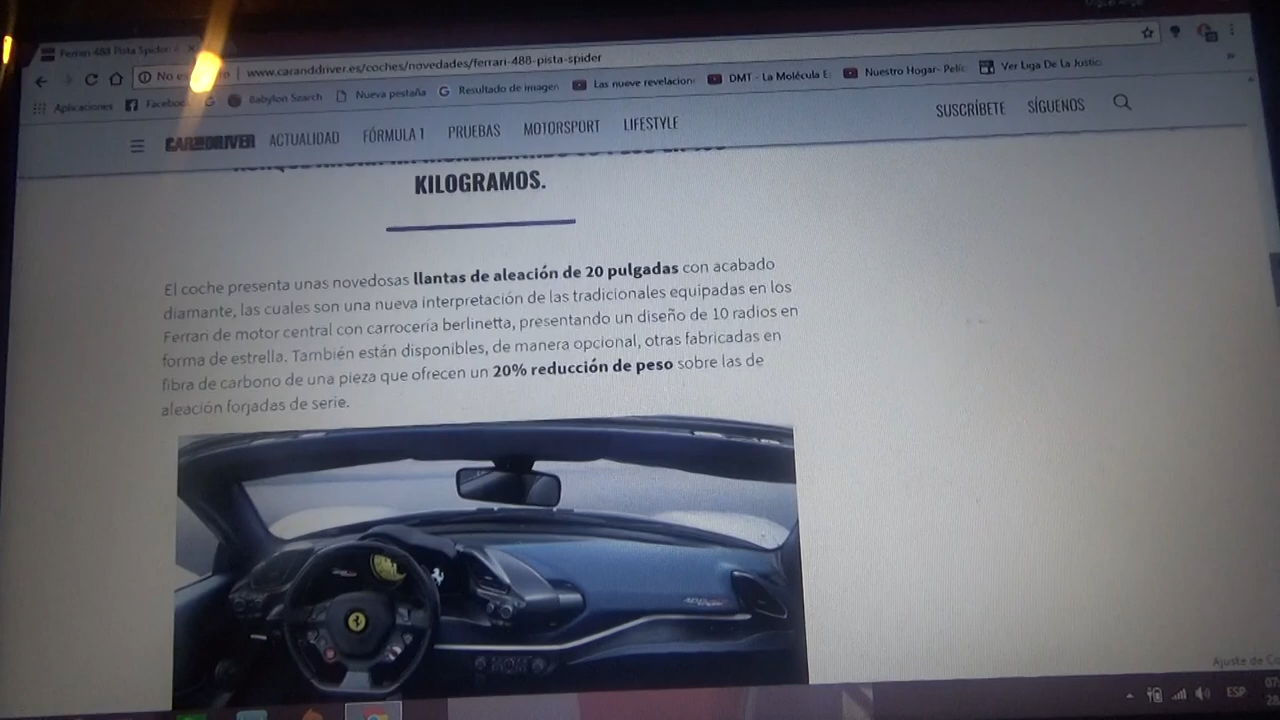 Ferrari 488 Pista Spider:
www.caranddriver.es/coches/novedades/ferrari-488-pista-spider
Aplicaciones Facebook Babylon Search Nueva pestaña Resultado de imagen Las nueve revelacion DMT - La Molécula E Nuestro Hogar- Pelíc Ver Liga De La Justic
CAR AND DRIVER ACTUALIDAD FÓRMULA 1 PRUEBAS MOTORSPORT LIFESTYLE SUSCRÍBETE SÍGUENOS
KILOGRAMOS.
El coche presenta unas novedosas llantas de aleación de 20 pulgadas con acabado
diamante, las cuales son una nueva interpretación de las tradicionales equipadas en los
Ferrari de motor central con carrocería berlinetta, presentando un diseño de 10 radios en
forma de estrella. También están disponibles, de manera opcional, otras fabricadas en
fibra de carbono de una pieza que ofrecen un 20% reducción de peso sobre las de
aleación forjadas de serie.
Ajuste de
ESP